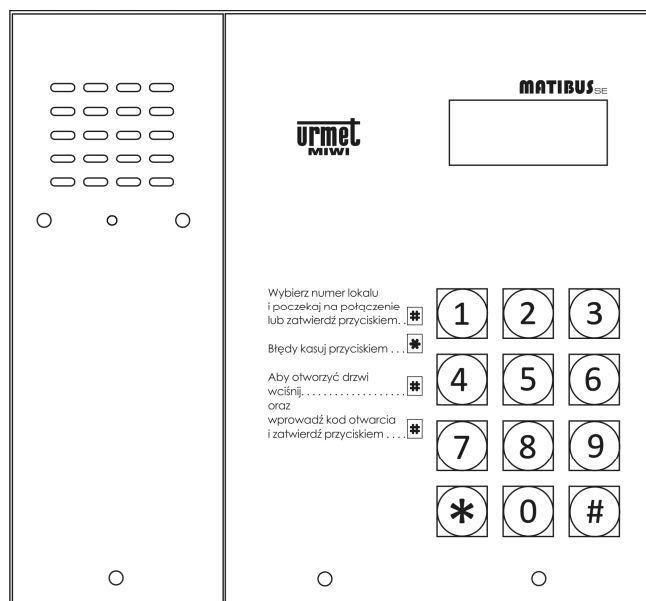 MATIBUS SE
urmet
MIWI
Wybierz numer lokalu
i poczekaj na połączenie
lub zatwierdź przyciskiem. . #
Błędy kasuj przyciskiem . . . *
Aby otworzyć drzwi
wciśnij. . . . . . . . . . . . . . . . . . . #
oraz
wprowadź kod otwarcia
i zatwierdź przyciskiem . . . . #
1 2 3
4 5 6
7 8 9
* 0 #